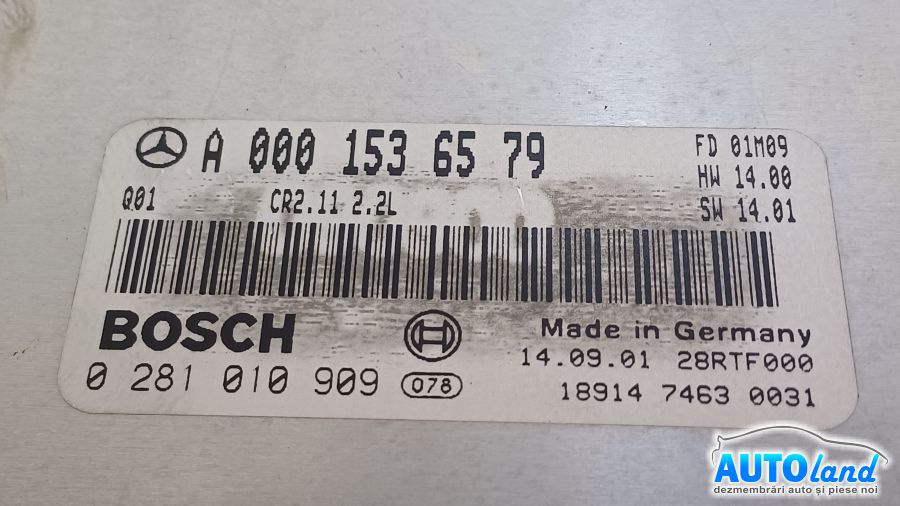 A 000 153 65 79
FD 01M09
HW 14.00
Q01 CR2.11 2.2L
SW 14.01
BOSCH
Made in Germany
14.09.01 28RTF000
0 281 010 909 078
18914 7463 0031
AUTOland
dezmembrări auto și piese noi